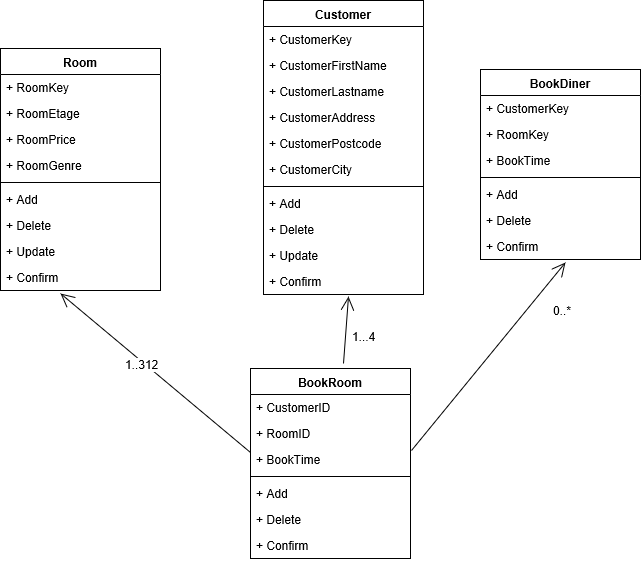 Room
+ RoomKey
+ RoomEtage
+ RoomPrice
+ RoomGenre
+ Add
+ Delete
+ Update
+ Confirm
Customer
+ CustomerKey
+ CustomerFirstName
+ CustomerLastname
+ CustomerAddress
+ CustomerPostcode
+ CustomerCity
+ Add
+ Delete
+ Update
+ Confirm
BookDiner
+ CustomerKey
+ RoomKey
+ BookTime
+ Add
+ Delete
+ Confirm
1..312
1...4
0..*
BookRoom
+ CustomerID
+ RoomID
+ BookTime
+ Add
+ Delete
+ Confirm